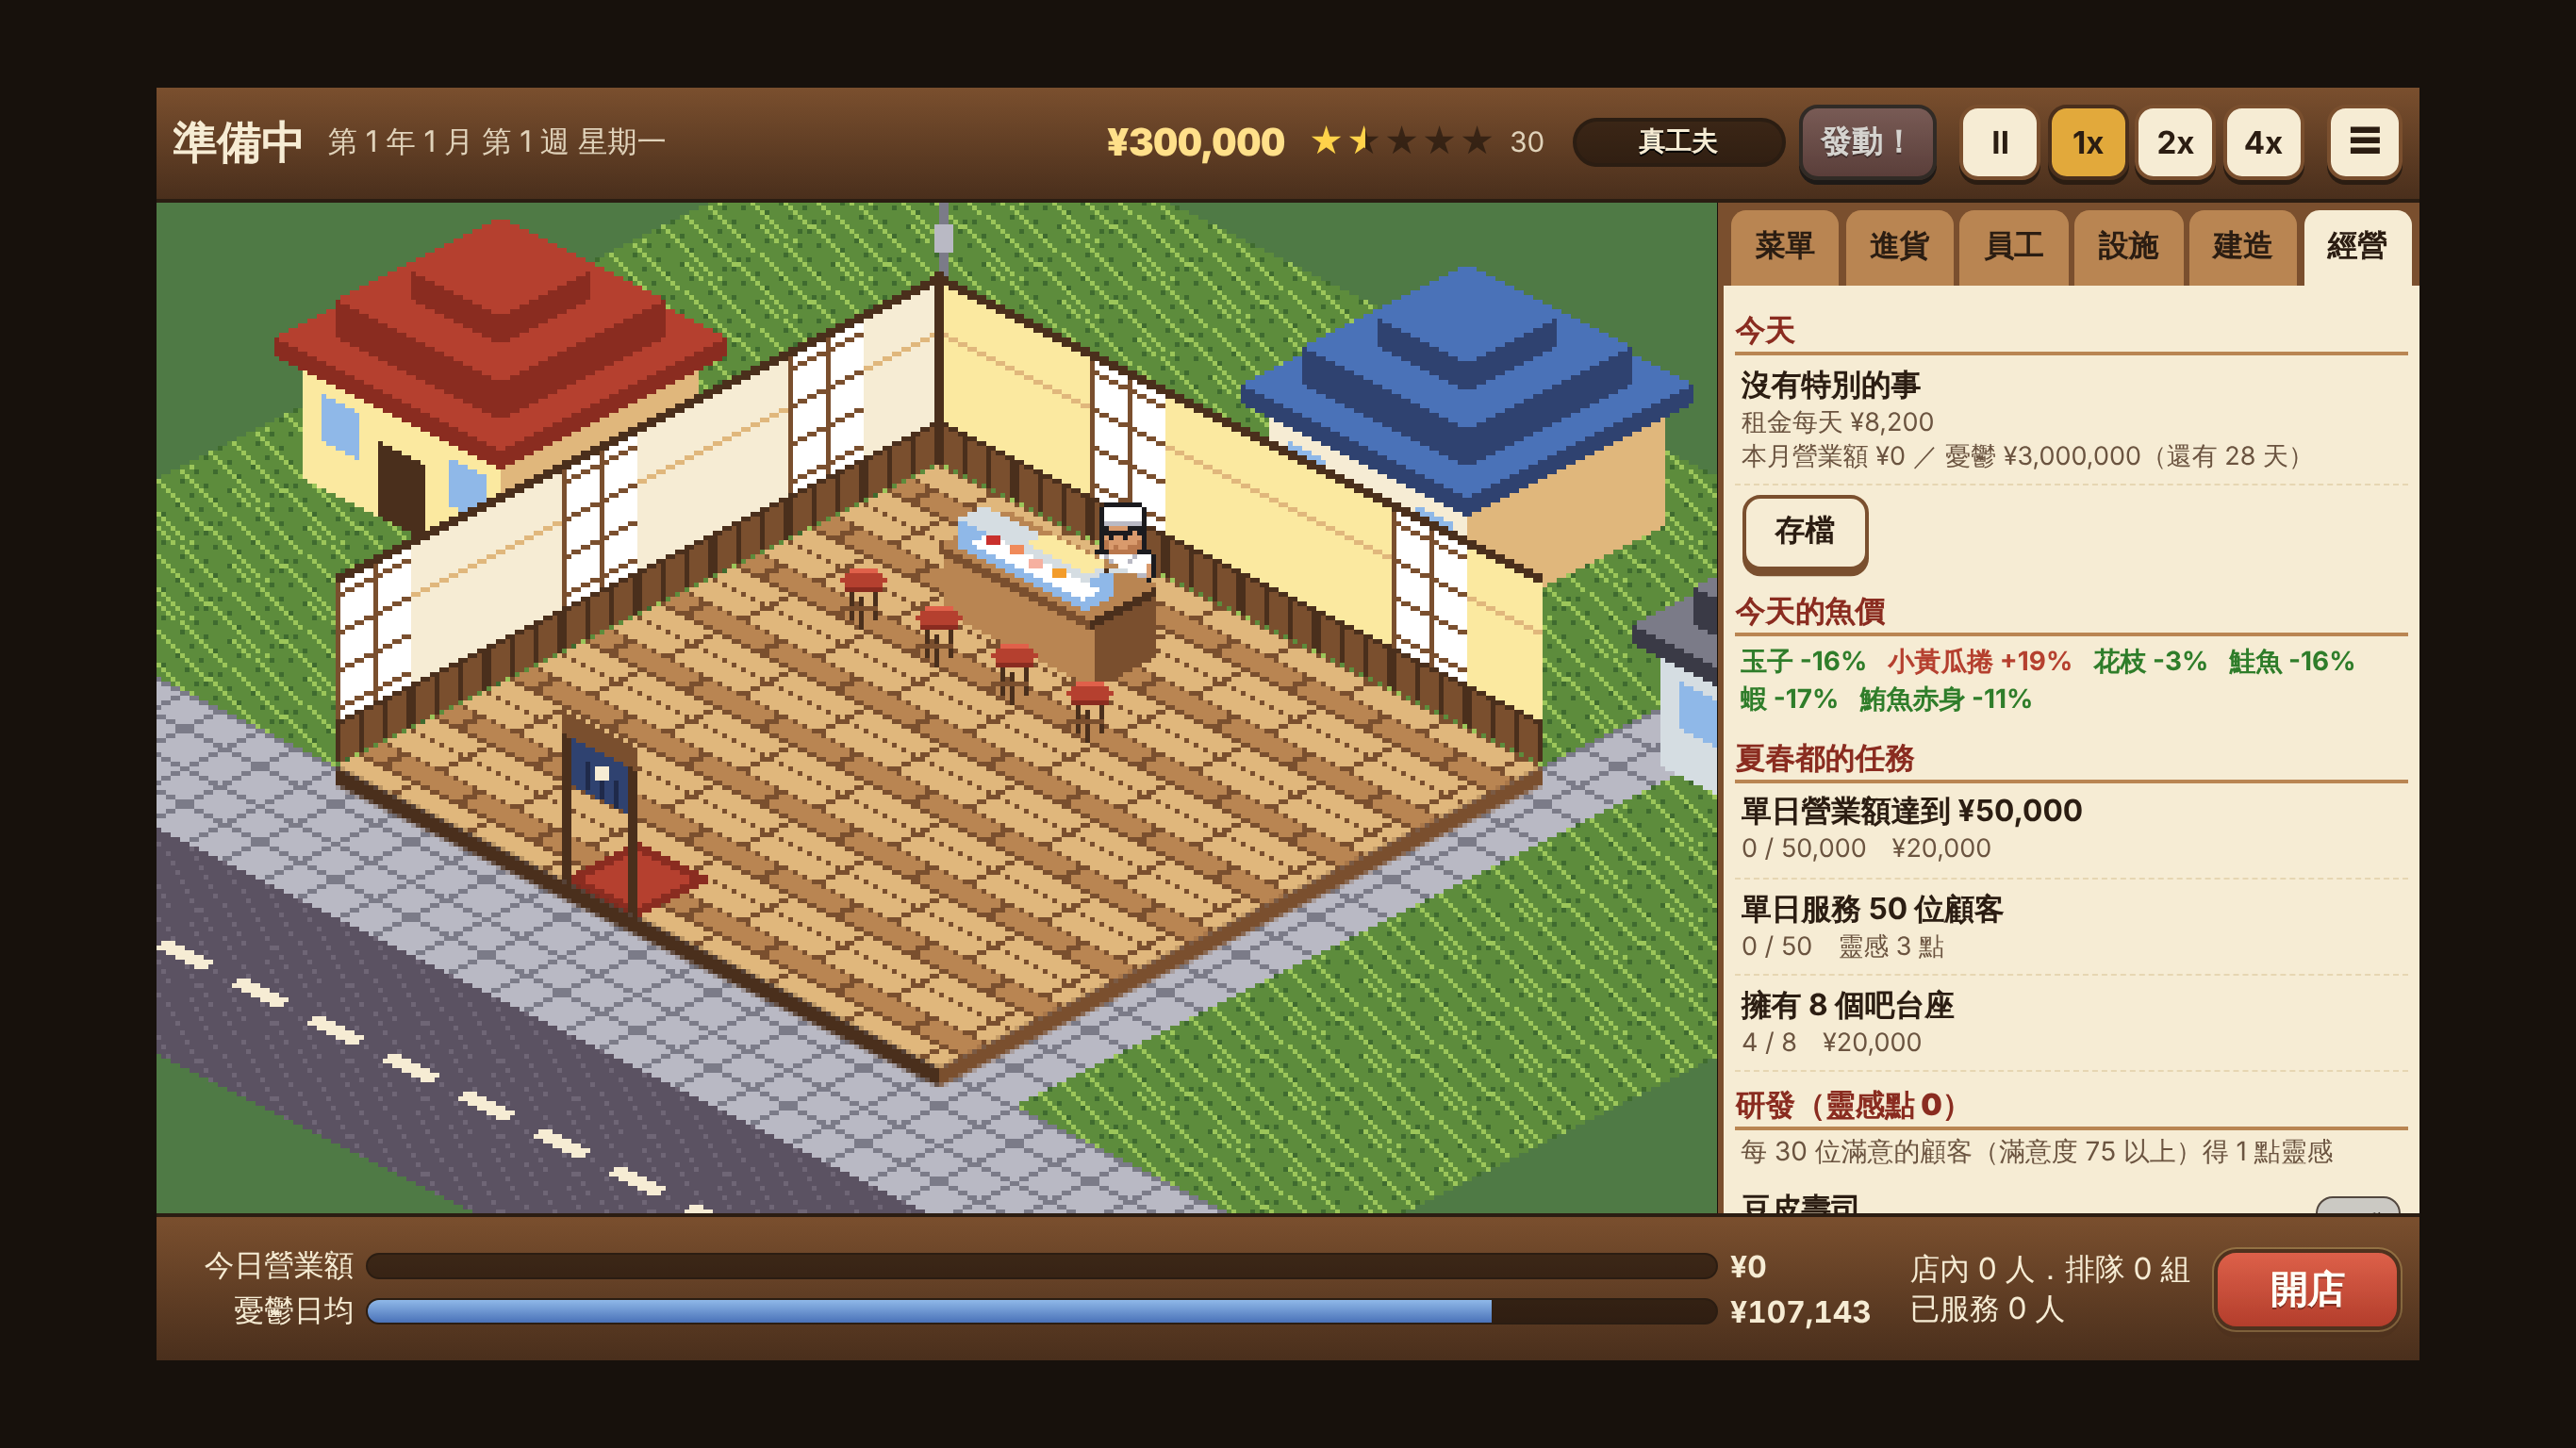 準備中 第 1 年 1 月 第 1 週 星期一 ¥300,000 30 真工夫 發動！ II 1x 2x 4x
菜單 進貨 員工 設施 建造 經營
今天
沒有特別的事
租金每天 ¥8,200
本月營業額 ¥0 ／ 憂鬱 ¥3,000,000（還有 28 天）
存檔
今天的魚價
玉子 -16% 小黃瓜捲 +19% 花枝 -3% 鮭魚 -16%
蝦 -17% 鮪魚赤身 -11%
夏春都的任務
單日營業額達到 ¥50,000
0 / 50,000 ¥20,000
單日服務 50 位顧客
0 / 50 靈感 3 點
擁有 8 個吧台座
4 / 8 ¥20,000
研發（靈感點 0）
每 30 位滿意的顧客（滿意度 75 以上）得 1 點靈感
豆皮壽司
今日營業額 ¥0
憂鬱日均 ¥107,143
店內 0 人．排隊 0 組
已服務 0 人
開店